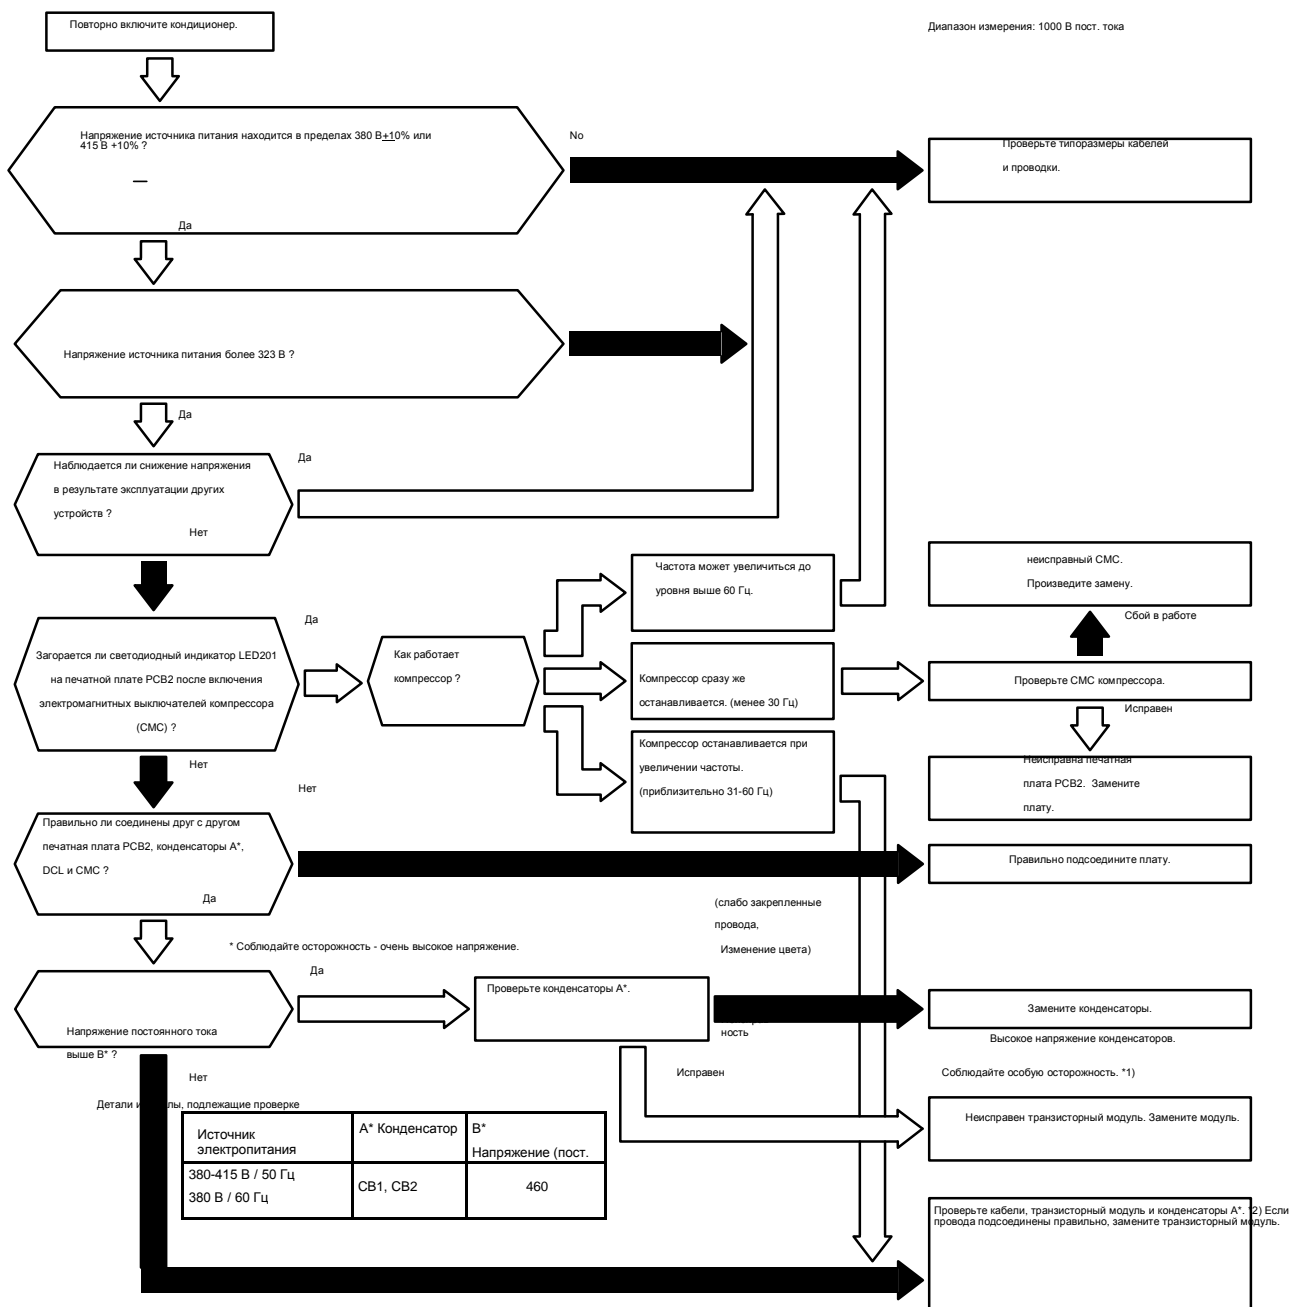 Повторно включите кондиционер.
Диапазон измерения: 1000 В пост. тока
Напряжение источника питания находится в пределах 380 В+10% или
415 В +10% ?
No
Проверьте типоразмеры кабелей
и проводки.
Да
Напряжение источника питания более 323 В ?
Да
Наблюдается ли снижение напряжения
в результате эксплуатации других
устройств ?
Да
Нет
Загорается ли светодиодный индикатор LED201
на печатной плате PCB2 после включения
электромагнитных выключателей компрессора
(CMC) ?
Да
Как работает
компрессор ?
Частота может увеличиться до
уровня выше 60 Гц.
Компрессор сразу же
останавливается. (менее 30 Гц)
Компрессор останавливается при
увеличении частоты.
(приблизительно 31-60 Гц)
неисправный CMC.
Произведите замену.
Сбой в работе
Проверьте CMC компрессора.
Исправен
Неисправна печатная
плата PCB2. Замените
плату.
Нет
Нет
Правильно ли соединены друг с другом
печатная плата PCB2, конденсаторы A*,
DCL и CMC ?
Правильно подсоедините плату.
Да
* Соблюдайте осторожность - очень высокое напряжение.
(слабо закрепленные
провода,
Изменение цвета)
Да
Напряжение постоянного тока
выше B* ?
Проверьте конденсаторы A*.
ность
Замените конденсаторы.
Высокое напряжение конденсаторов.
Соблюдайте особую осторожность. *1)
Исправен
Нет
Неисправен транзисторный модуль. Замените модуль.
Детали и подлежащие проверке
Источник
электропитания
A* Конденсатор
B*
Напряжение (пост.
380-415 В / 50 Гц
380 В / 60 Гц
CB1, CB2
460
Проверьте кабели, транзисторный модуль и конденсаторы A*. *2) Если
провода подсоединены правильно, замените транзисторный модуль.